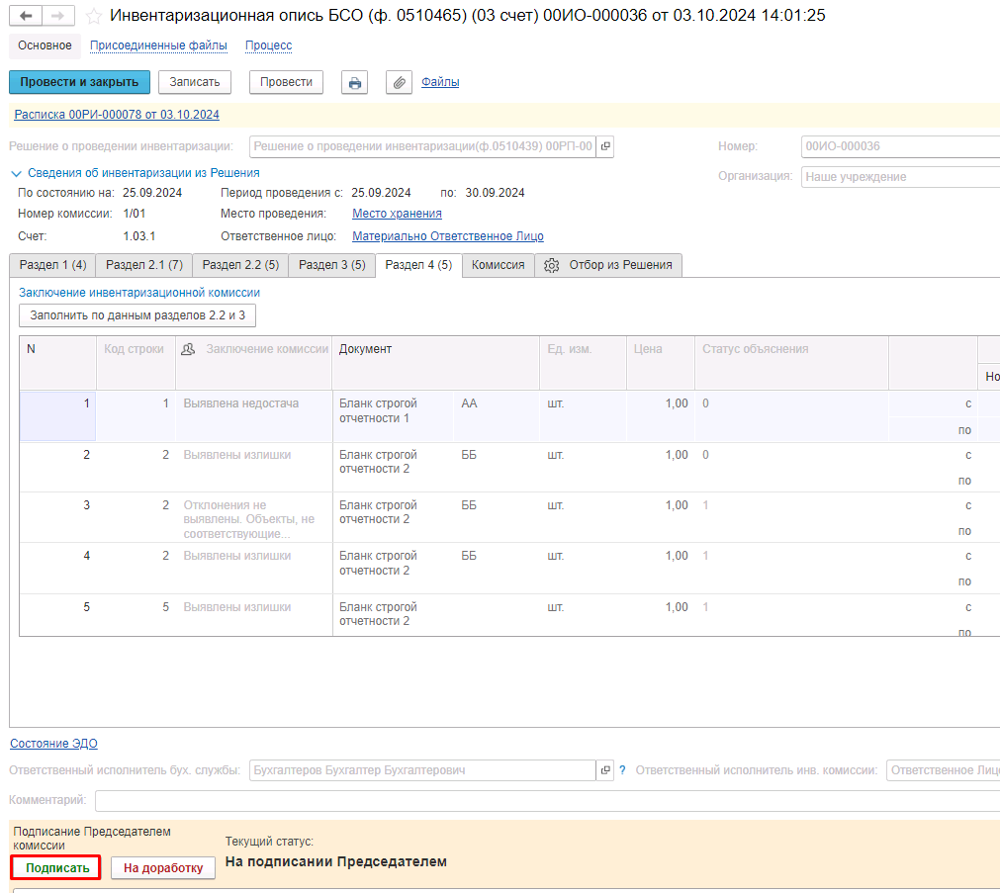 Инвентаризационная опись БСО (ф. 0510465) (03 счет) 00ИО-000036 от 03.10.2024 14:01:25
Основное Присоединенные файлы Процесс
Провести и закрыть Записать Провести Файлы
Расписка 00РИ-000078 от 03.10.2024
Решение о проведении инвентаризации: Решение о проведении инвентаризации(ф.0510439) 00РП-00 Номер: 00ИО-000036
Сведения об инвентаризации из Решения Организация: Наше учреждение
По состоянию на: 25.09.2024 Период проведения с: 25.09.2024 по: 30.09.2024
Номер комиссии: 1/01 Место проведения: Место хранения
Счет: 1.03.1 Ответственное лицо: Материально Ответственное Лицо
Раздел 1 (4) Раздел 2.1 (7) Раздел 2.2 (5) Раздел 3 (5) Раздел 4 (5) Комиссия Отбор из Решения
Заключение инвентаризационной комиссии
Заполнить по данным разделов 2.2 и 3
N Код строки Заключение комиссии Документ Ед. изм. Цена Статус объяснения
Но
1 1 Выявлена недостача Бланк строгой АА шт. 1,00 0 с
отчетности 1
по
2 2 Выявлены излишки Бланк строгой ББ шт. 1,00 0 с
отчетности 2
по
3 2 Отклонения не Бланк строгой ББ шт. 1,00 1 с
выявлены. Объекты, не отчетности 2
соответствующие... по
4 2 Выявлены излишки Бланк строгой ББ шт. 1,00 1 с
отчетности 2
по
5 5 Выявлены излишки Бланк строгой шт. 1,00 1 с
отчетности 2
по
Состояние ЭДО
Ответственный исполнитель бух. службы: Бухгалтеров Бухгалтер Бухгалтерович ? Ответственный исполнитель инв. комиссии: Ответственное Лиц
Комментарий:
Подписание Председателем
комиссии
Текущий статус:
Подписать На доработку На подписании Председателем